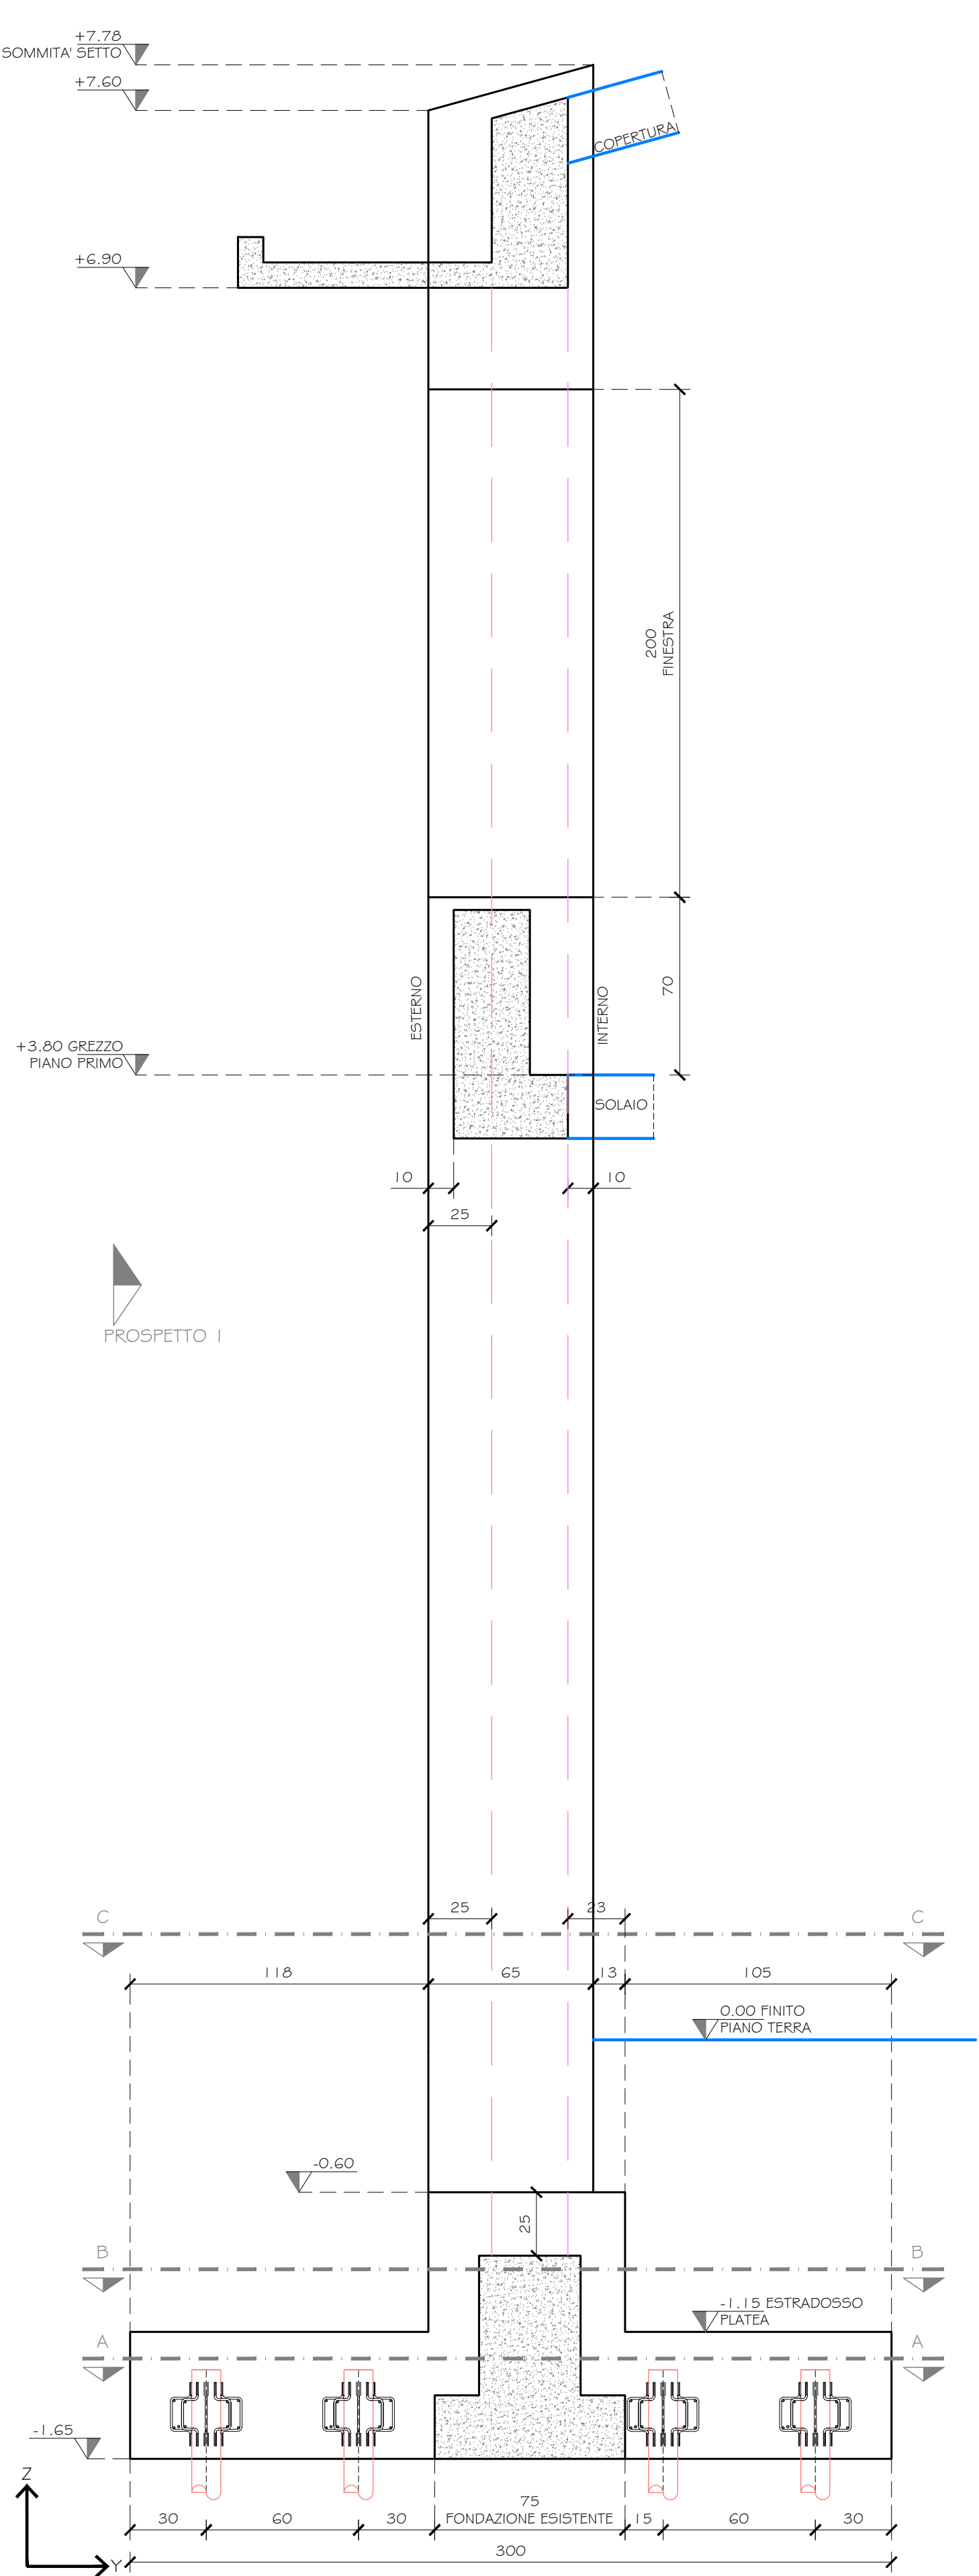 +7.78
SOMMITA' SETTO
+7.60
COPERTURA
+6.90
200
FINESTRA
ESTERNO
INTERNO
70
+3.80 GREZZO
PIANO PRIMO
SOLAIO
10
10
25
PROSPETTO 1
25
23
C
C
118
65
13
105
0.00 FINITO
PIANO TERRA
-0.60
25
B
B
-1.15 ESTRADOSSO
PLATEA
A
A
-1.65
Z
75
30
60
30
FONDAZIONE ESISTENTE
15
60
30
300
Y